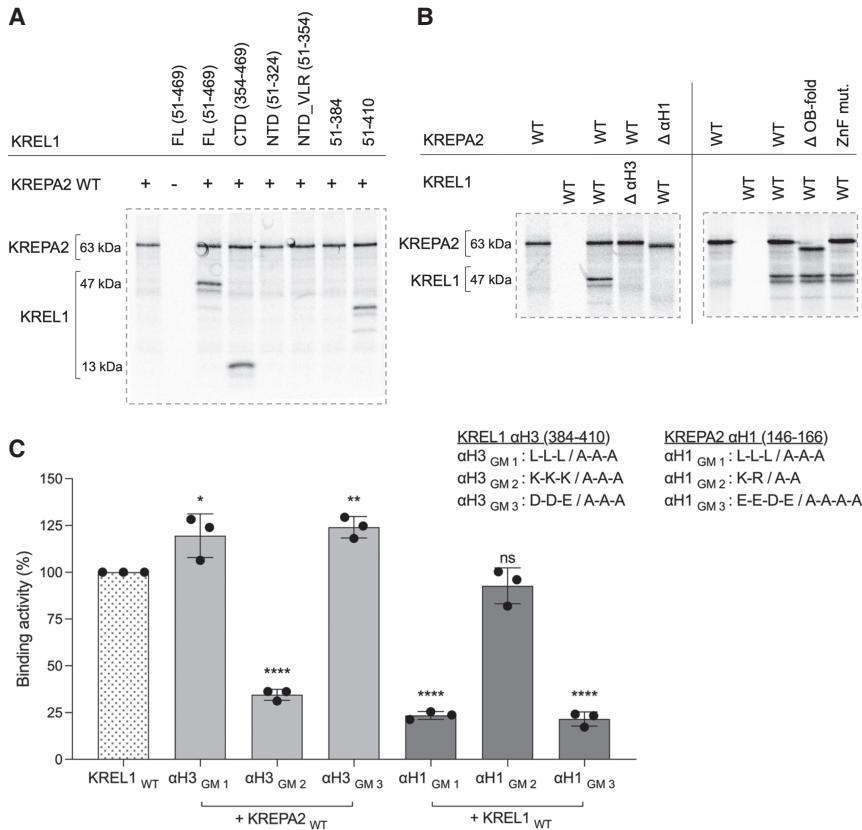 A
KREL1
FL (51-469)
FL (51-469)
CTD (354-469)
NTD (51-324)
NTD_VLR (51-354)
51-384
51-410
KREPA2 WT + - + + + + + +
KREPA2 63 kDa
47 kDa
KREL1
13 kDa
B
KREPA2 WT WT WT Δ αH1 WT WT Δ OB-fold ZnF mut.
KREL1 WT WT Δ αH3 WT WT WT WT WT
KREPA2 63 kDa
KREL1 47 kDa
C
KREL1 αH3 (384-410)
αH3 GM 1 : L-L-L / A-A-A
αH3 GM 2 : K-K-K / A-A-A
αH3 GM 3 : D-D-E / A-A-A
KREPA2 αH1 (146-166)
αH1 GM 1 : L-L-L / A-A-A
αH1 GM 2 : K-R / A-A
αH1 GM 3 : E-E-D-E / A-A-A-A
Binding activity (%)
150
125
100
75
50
25
0
* **** ** **** ns ****
KREL1 WT αH3 GM 1 αH3 GM 2 αH3 GM 3 αH1 GM 1 αH1 GM 2 αH1 GM 3
+ KREPA2 WT + KREL1 WT